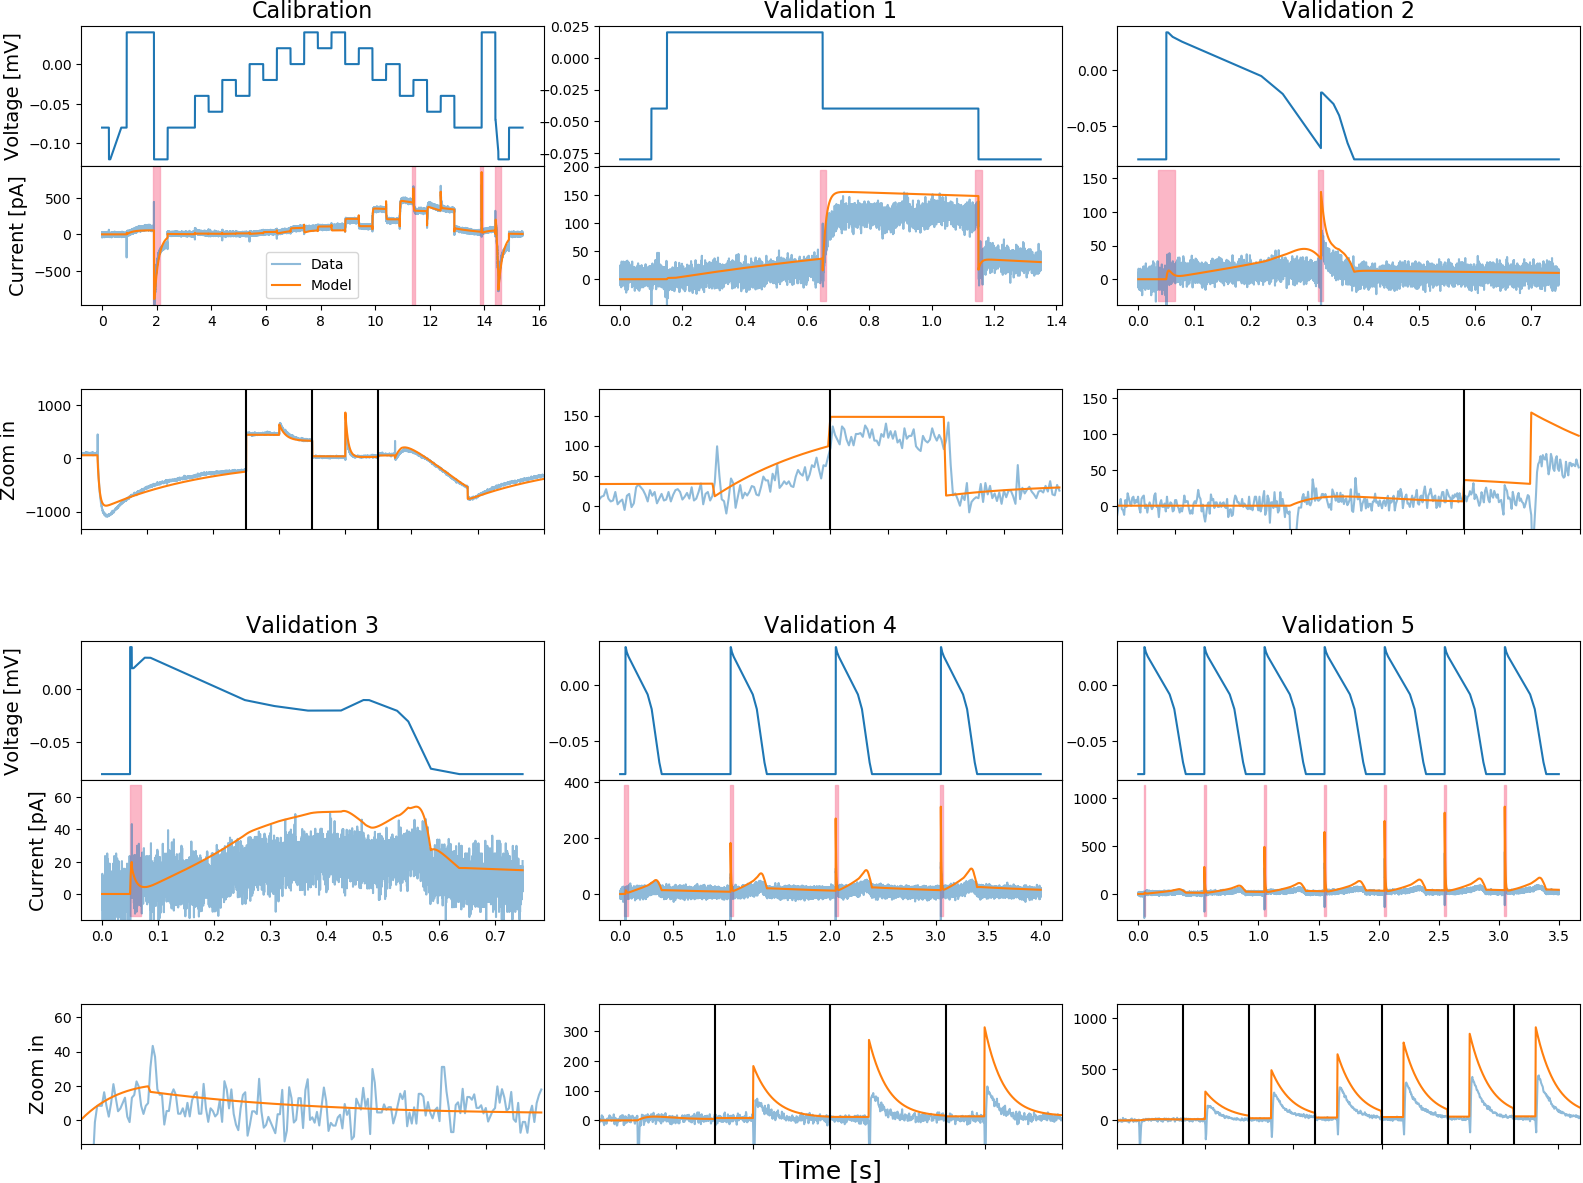 Calibration
Validation 1
Validation 2
Voltage [mV]
0.00
−0.05
−0.10
0.025
0.000
−0.025
−0.050
−0.075
0.00
−0.05
Current [pA]
500
0
−500
Data
Model
200
150
100
50
0
150
100
50
0
0 2 4 6 8 10 12 14 16
0.0 0.2 0.4 0.6 0.8 1.0 1.2 1.4
0.0 0.1 0.2 0.3 0.4 0.5 0.6 0.7
Zoom in
1000
0
−1000
150
100
50
0
150
100
50
0
Validation 3
Validation 4
Validation 5
Voltage [mV]
0.00
−0.05
0.00
−0.05
0.00
−0.05
Current [pA]
60
40
20
0
400
200
0
1000
500
0
0.0 0.1 0.2 0.3 0.4 0.5 0.6 0.7
0.0 0.5 1.0 1.5 2.0 2.5 3.0 3.5 4.0
0.0 0.5 1.0 1.5 2.0 2.5 3.0 3.5
Zoom in
60
40
20
0
300
200
100
0
1000
500
0
Time [s]